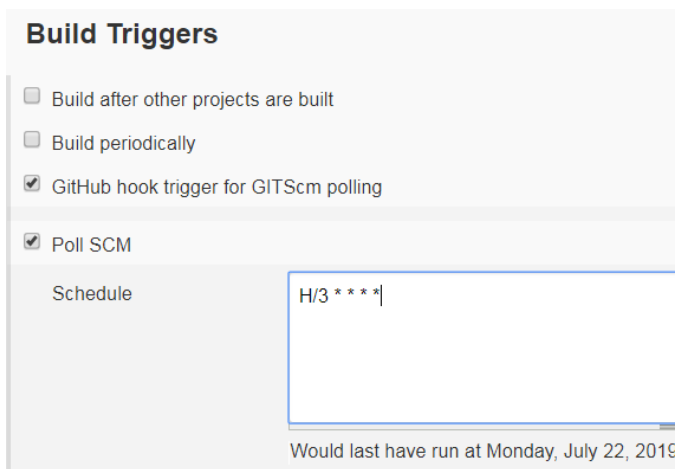 Build Triggers
Build after other projects are built
Build periodically
GitHub hook trigger for GITScm polling
Poll SCM
Schedule
H/3 * * * *
Would last have run at Monday, July 22, 2019